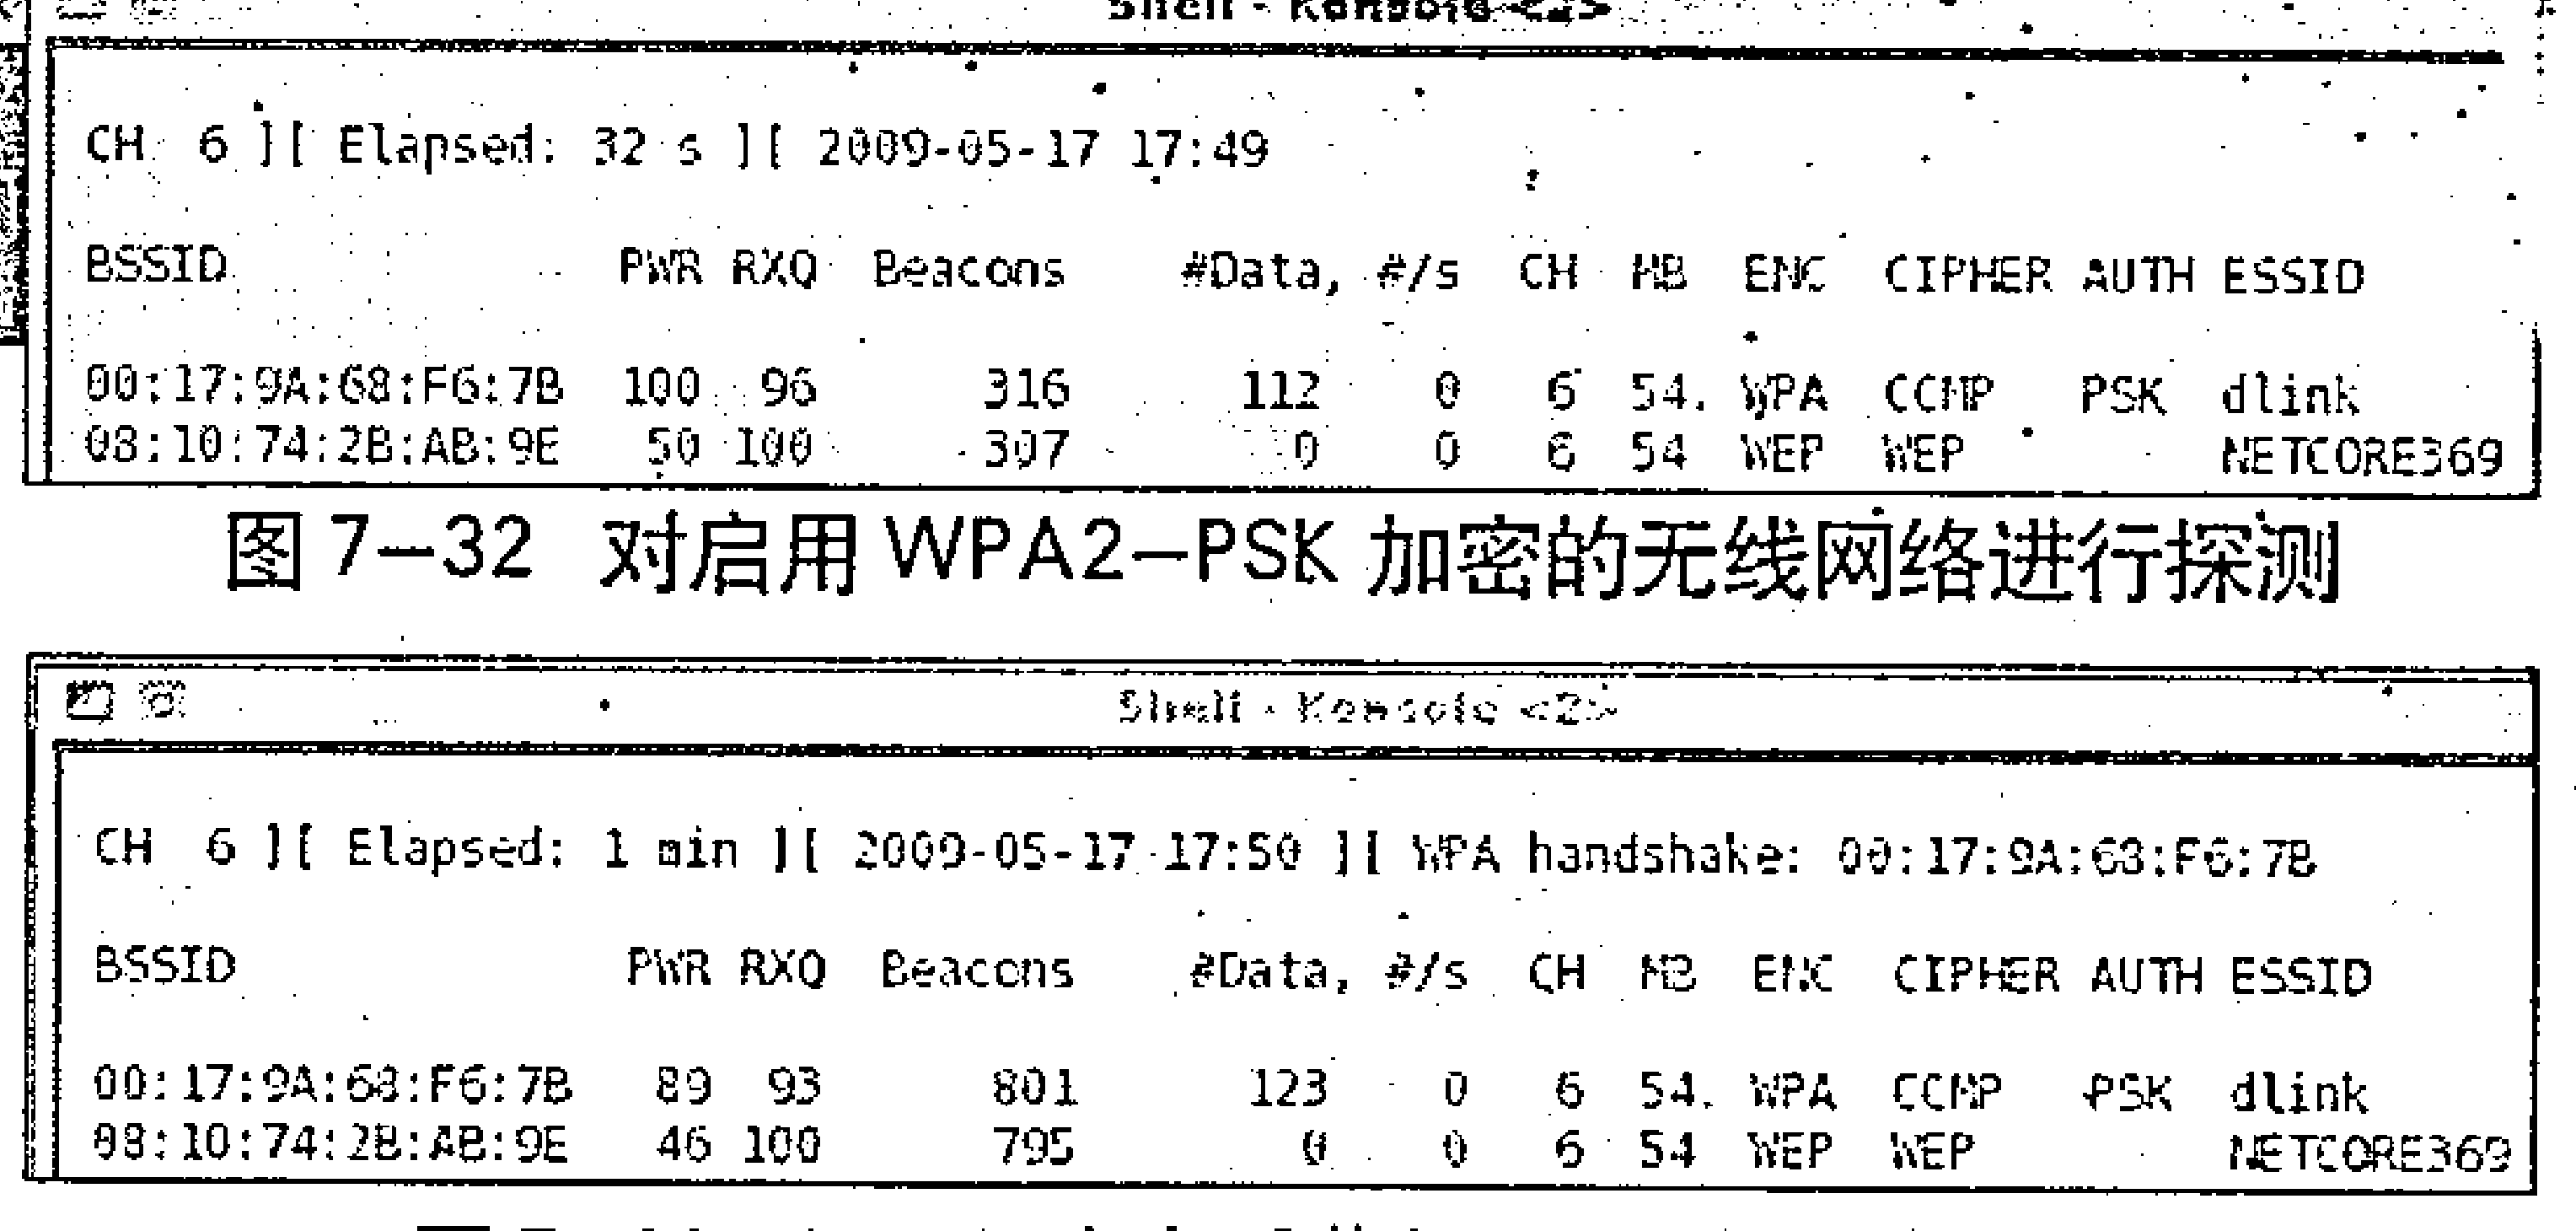 Shell - Konsole <2>
CH 6 ][ Elapsed: 32 s ][ 2009-05-17 17:49
BSSID PWR RXQ Beacons #Data, #/s CH MB ENC CIPHER AUTH ESSID
00:17:9A:68:F6:7B 100 96 316 112 0 6 54. WPA CCMP PSK dlink
08:10:74:2B:AB:9E 50 100 307 0 0 6 54 WEP WEP NETCORE369
图 7-32 对启用 WPA2-PSK 加密的无线网络进行探测
Shell - Konsole <2>
CH 6 ][ Elapsed: 1 min ][ 2009-05-17 17:50 ][ WPA handshake: 00:17:9A:68:F6:7B
BSSID PWR RXQ Beacons #Data, #/s CH MB ENC CIPHER AUTH ESSID
00:17:9A:68:F6:7B 89 93 801 123 0 6 54. WPA CCMP PSK dlink
08:10:74:2B:AB:9E 46 100 795 0 0 6 54 WEP WEP NETCORE369